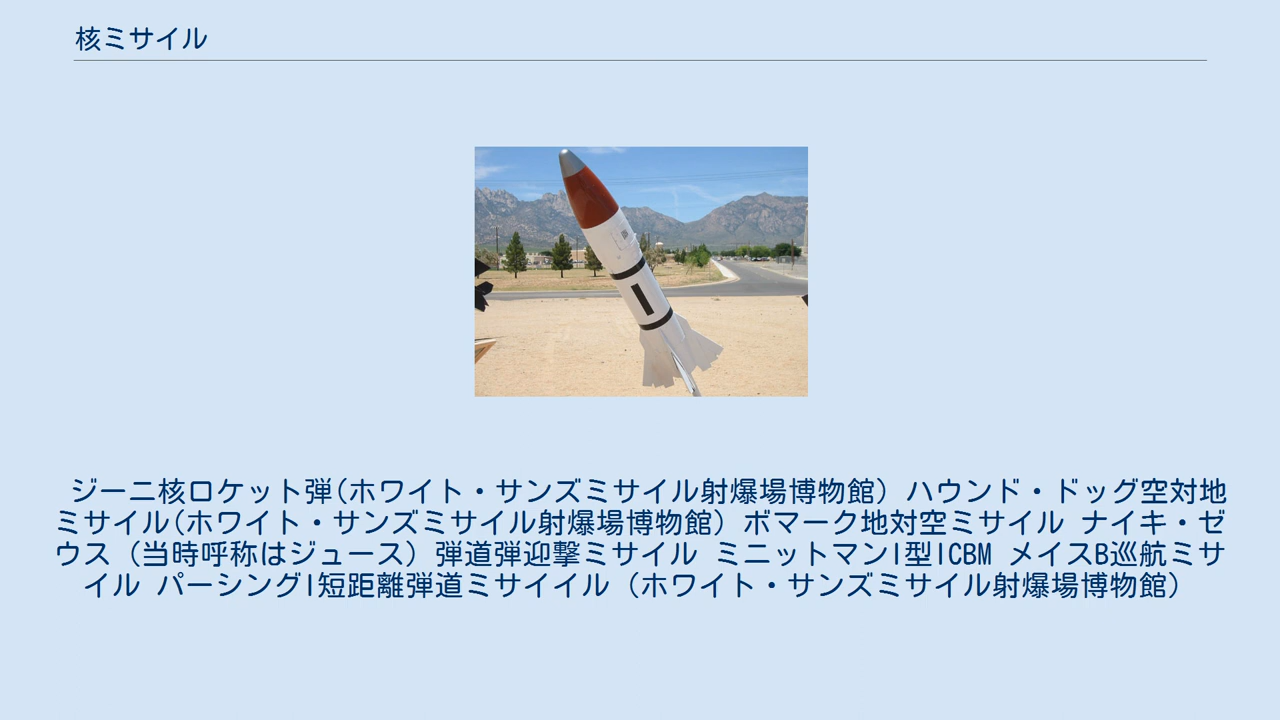 核ミサイル
ジーニ核ロケット弾(ホワイト・サンズミサイル射爆場博物館) ハウンド・ドッグ空対地
ミサイル(ホワイト・サンズミサイル射爆場博物館) ボマーク地対空ミサイル ナイキ・ゼ
ウス (当時呼称はジュース) 弾道弾迎撃ミサイル ミニットマンI型ICBM メイスB巡航ミサ
イル パーシングI短距離弾道ミサイイル (ホワイト・サンズミサイル射爆場博物館)